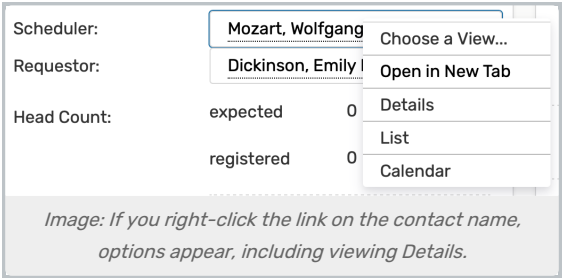 Scheduler: Mozart, Wolfgang
Choose a View...
Requestor: Dickinson, Emily
Open in New Tab
Head Count: expected 0
Details
List
registered 0
Calendar
Image: If you right-click the link on the contact name,
options appear, including viewing Details.